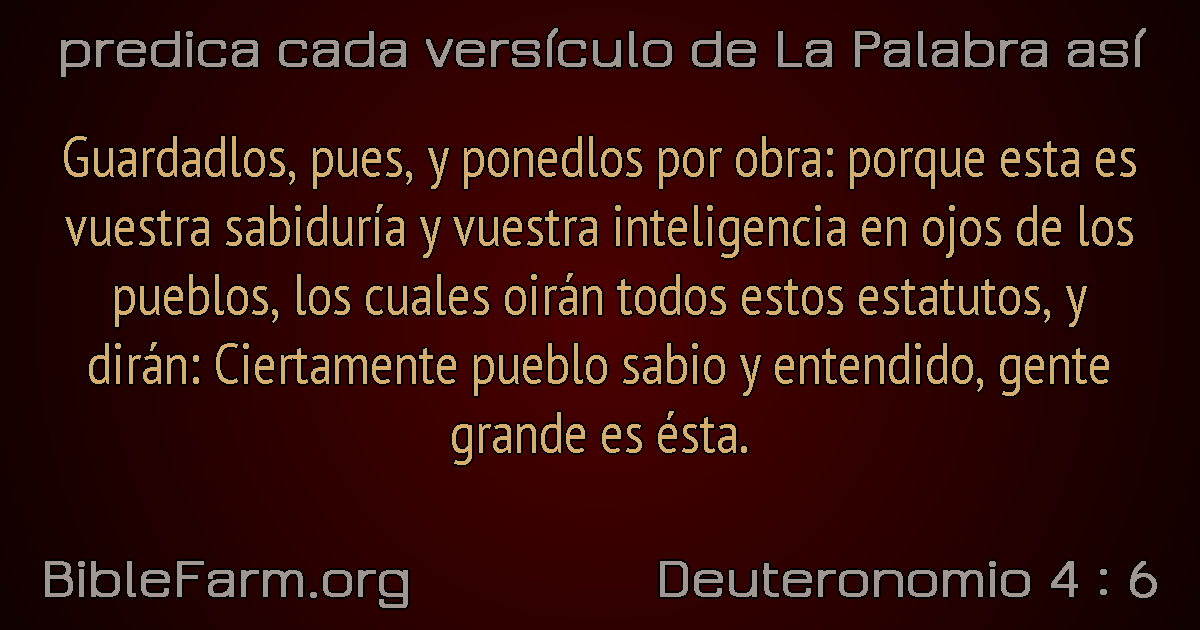 predica cada versículo de La Palabra así
Guardadlos, pues, y ponedlos por obra: porque esta es
vuestra sabiduría y vuestra inteligencia en ojos de los
pueblos, los cuales oirán todos estos estatutos, y
dirán: Ciertamente pueblo sabio y entendido, gente
grande es ésta.
BibleFarm.org
Deuteronomio 4 : 6